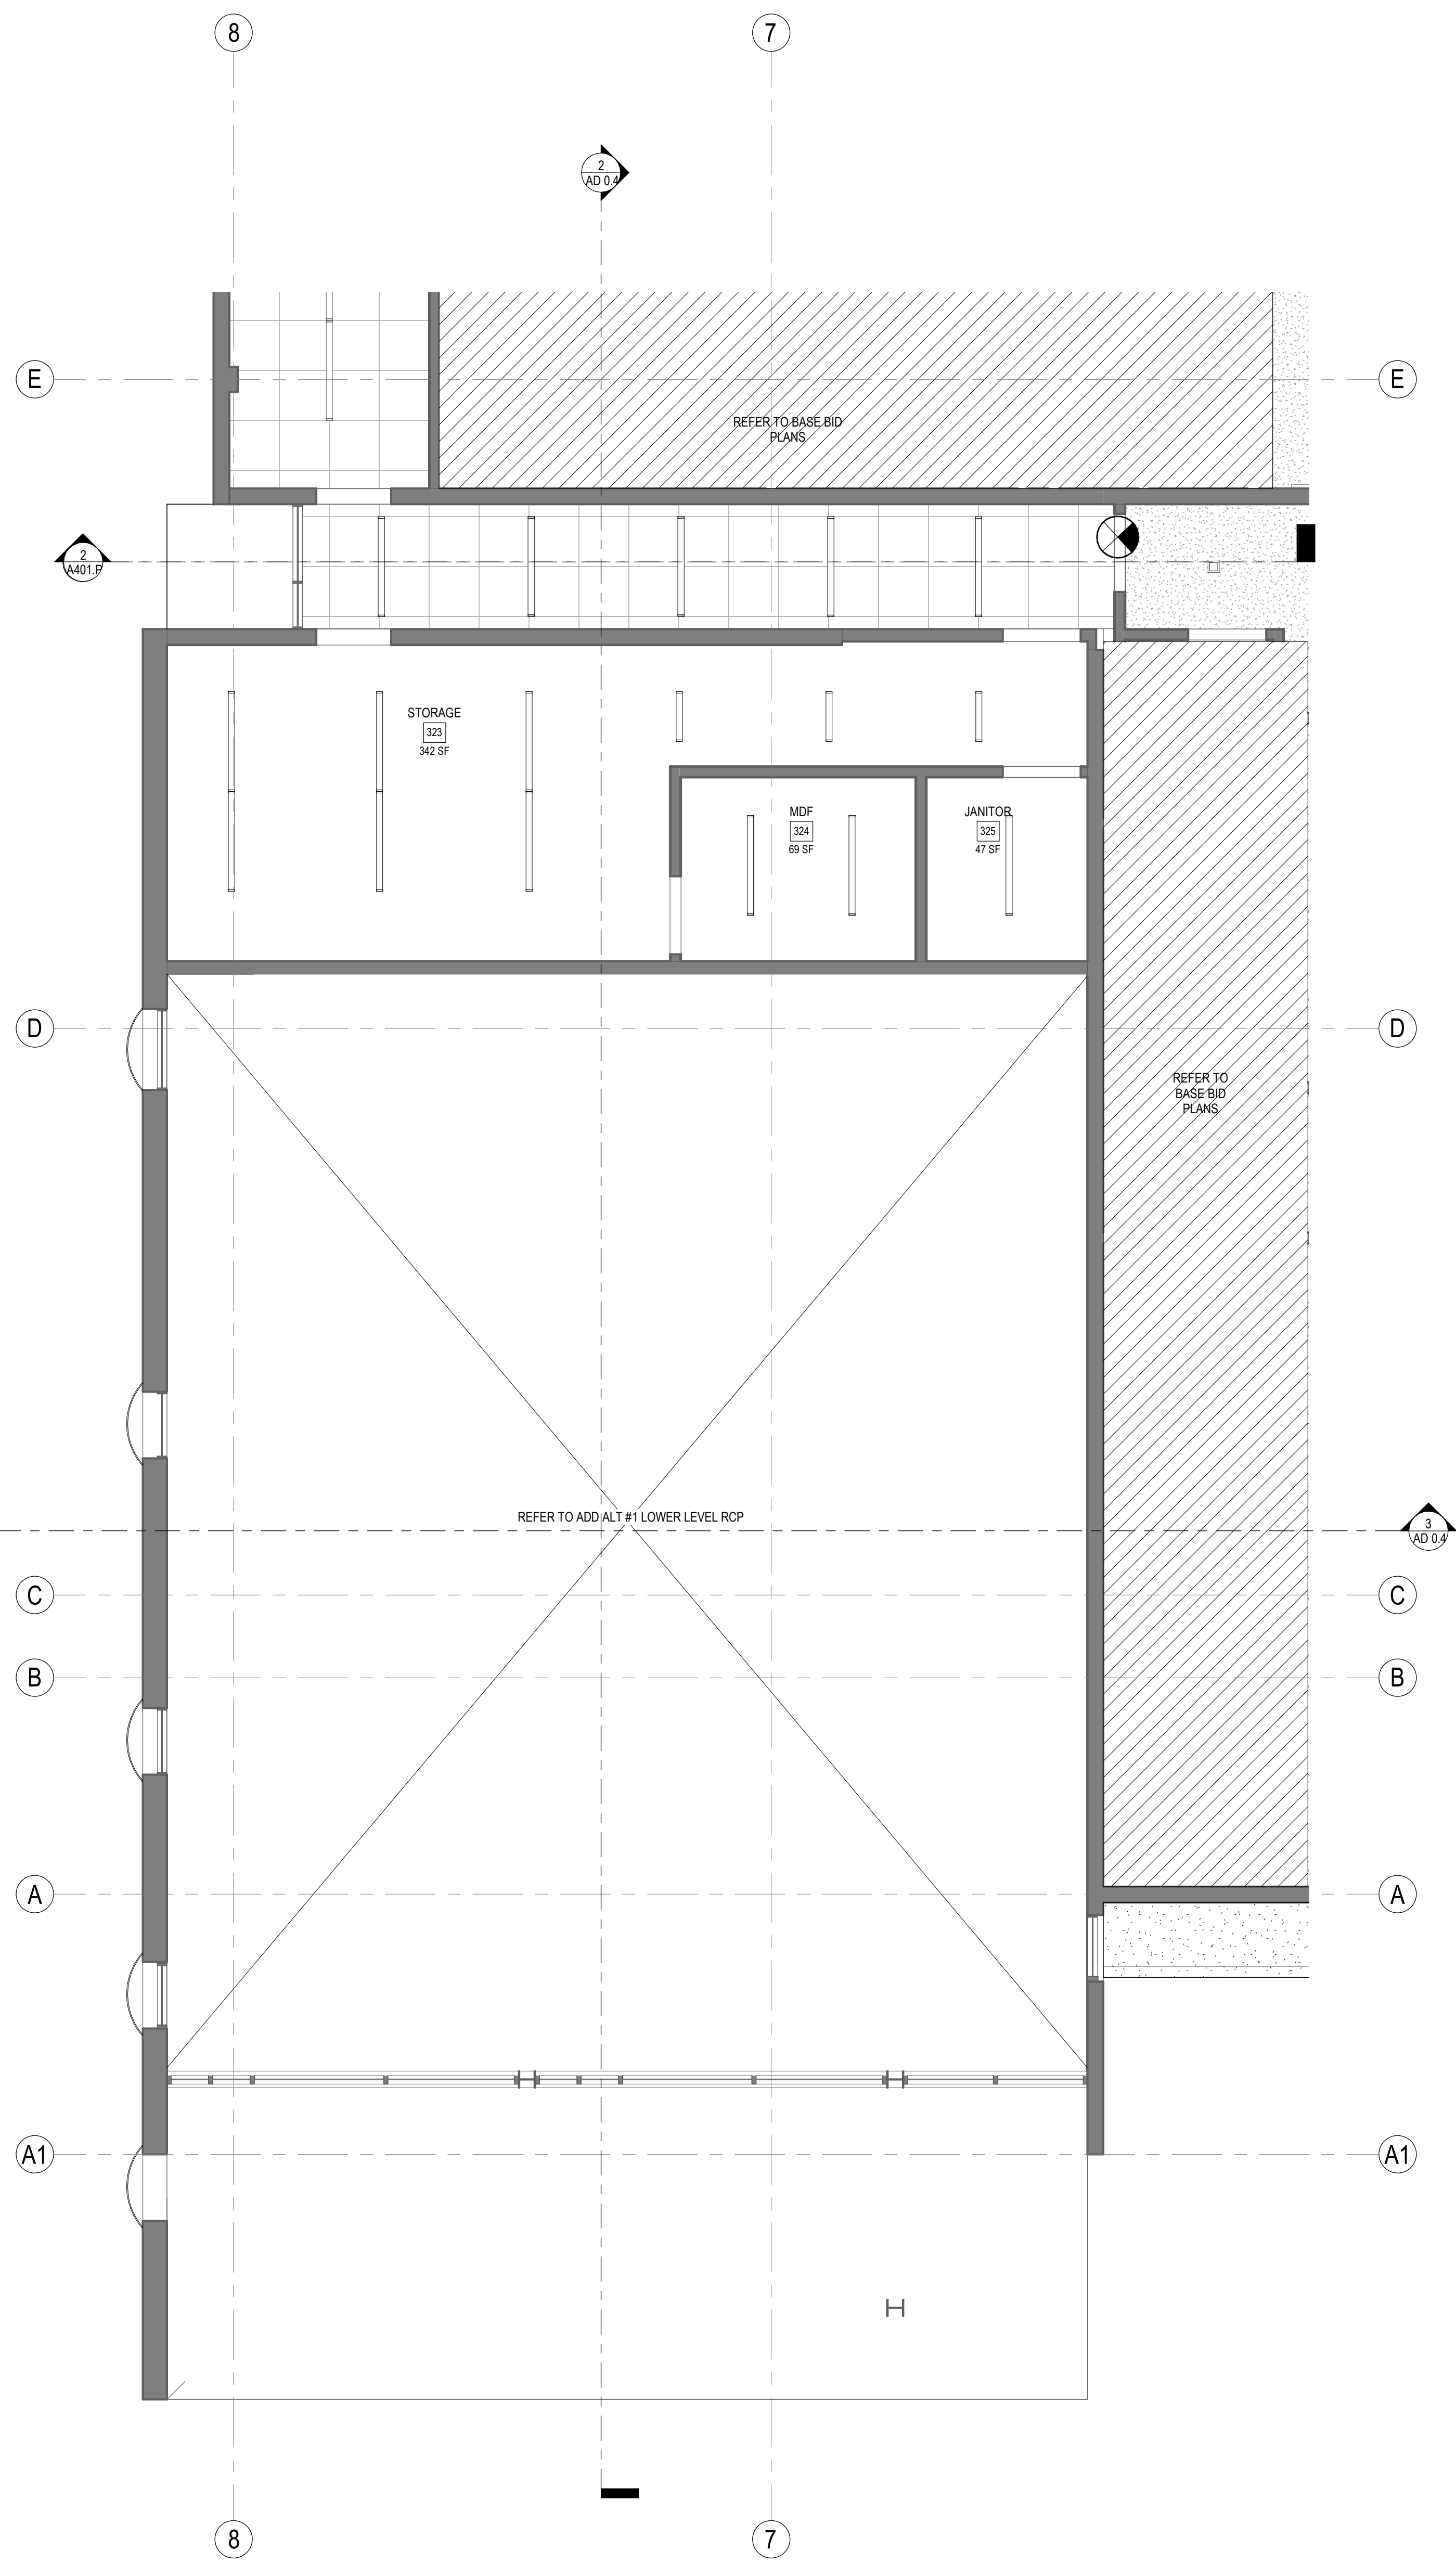 8
7
2
AD 0.4
E
E
REFER TO BASE BID
PLANS
2
A401.P
STORAGE
323
342 SF
MDF
324
69 SF
JANITOR
325
47 SF
D
D
REFER TO
BASE BID
PLANS
REFER TO ADD ALT #1 LOWER LEVEL RCP
3
AD 0.4
C
C
B
B
A
A
A1
A1
8
7